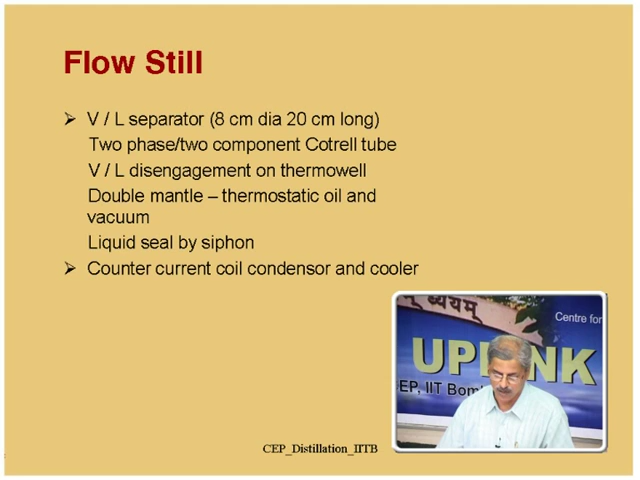 Flow Still
➢ V / L separator (8 cm dia 20 cm long)
Two phase/two component Cotrell tube
V / L disengagement on thermowell
Double mantle – thermostatic oil and
vacuum
Liquid seal by siphon
➢ Counter current coil condensor and cooler
ध्येयम्
Centre for
EP, IIT Bom
CEP_Distillation_IITB